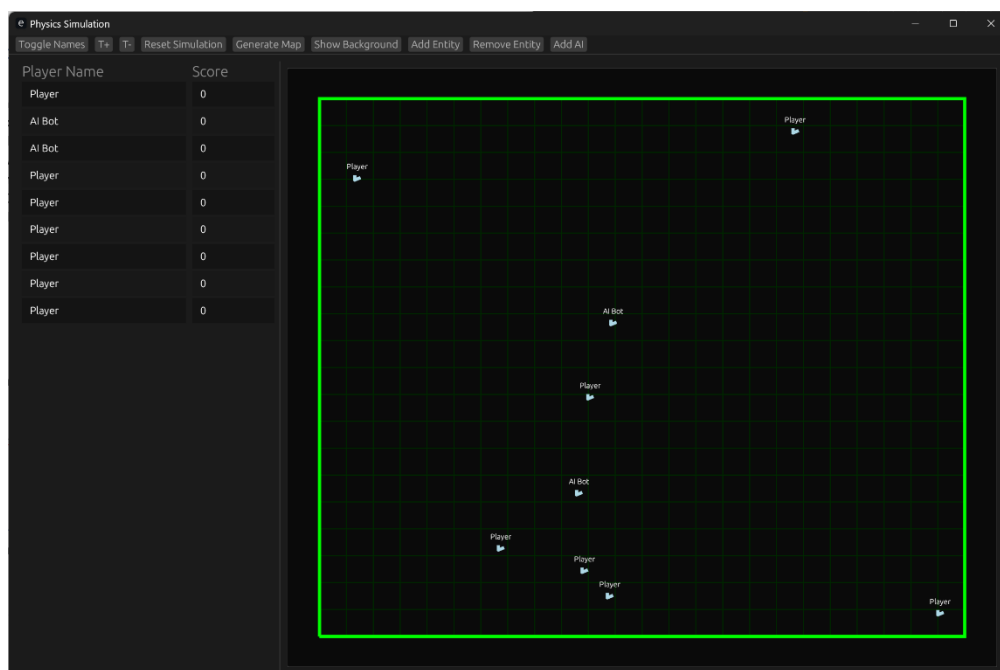 e Physics Simulation
Toggle Names T+ T- Reset Simulation Generate Map Show Background Add Entity Remove Entity Add AI
Player Name Score
Player 0
AI Bot 0
AI Bot 0
Player 0
Player 0
Player 0
Player 0
Player 0
Player 0
Player
Player
AI Bot
Player
AI Bot
Player
Player
Player
Player